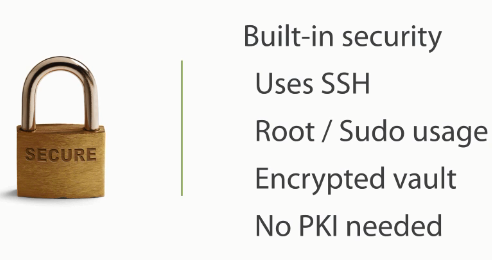 SECURE
Built-in security
Uses SSH
Root / Sudo usage
Encrypted vault
No PKI needed